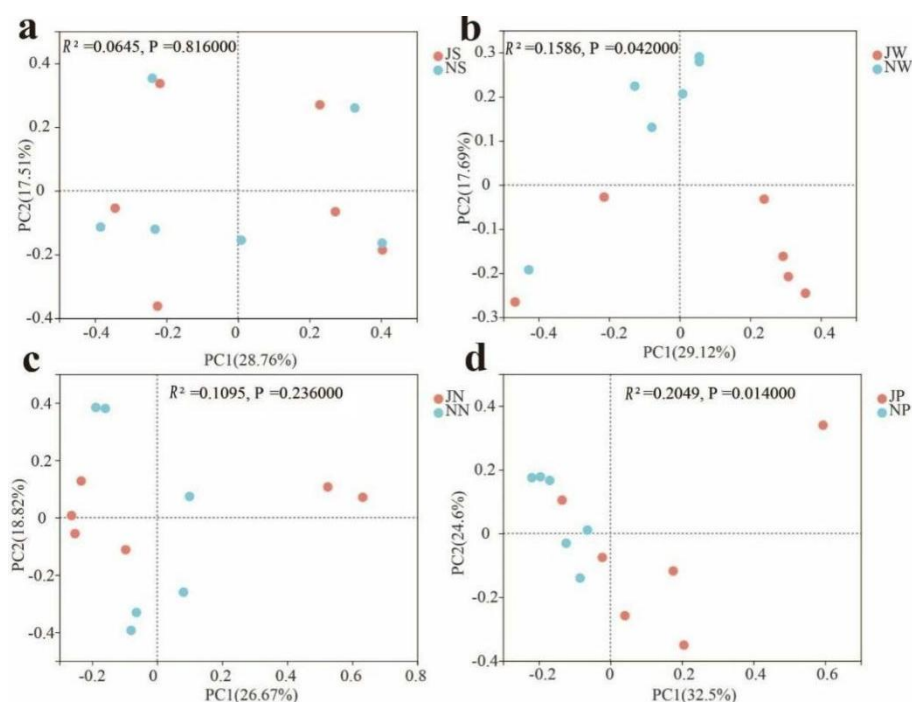 a
R²=0.0645, P =0.816000
JS
NS
0.4
0.2
0
-0.2
-0.4
PC2(17.51%)
-0.4
-0.2
0
0.2
0.4
PC1(28.76%)
b
R²=0.1586, P =0.042000
JW
NW
0.3
0.2
0.1
0
-0.1
-0.2
-0.3
PC2(17.69%)
-0.4
-0.2
0
0.2
0.4
PC1(29.12%)
c
R²=0.1095, P =0.236000
JN
NN
0.4
0.2
0
-0.2
-0.4
PC2(18.82%)
-0.2
0
0.2
0.4
0.6
0.8
PC1(26.67%)
d
R²=0.2049, P =0.014000
JP
NP
0.4
0.2
0
-0.2
-0.4
PC2(24.6%)
-0.2
0
0.2
0.4
0.6
PC1(32.5%)